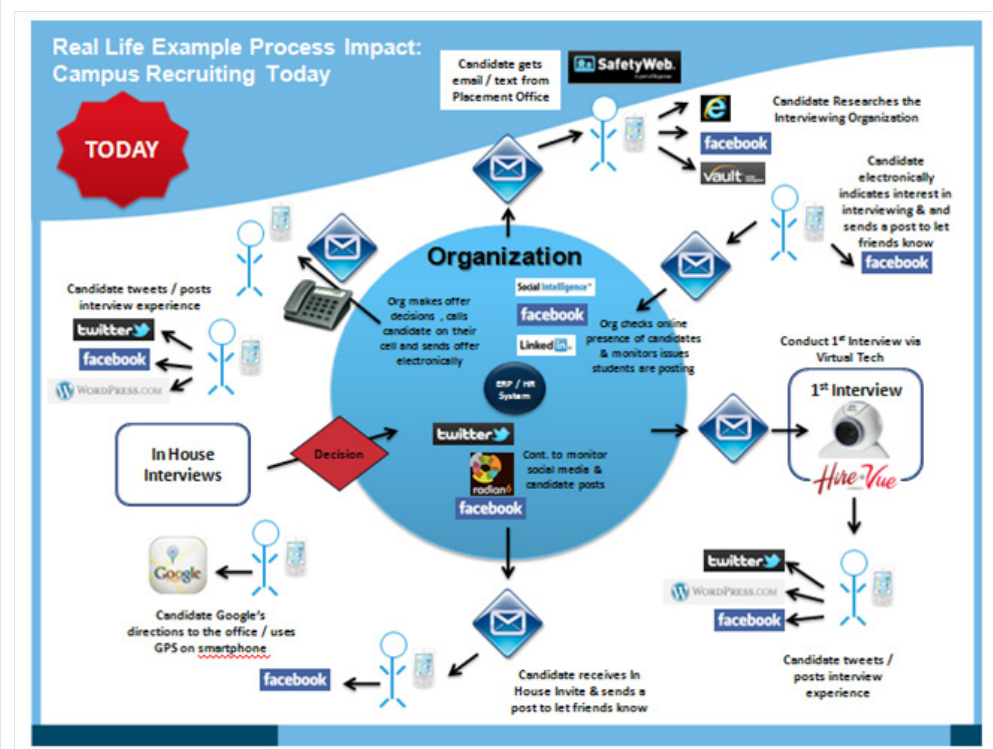 Real Life Example Process Impact:
Campus Recruiting Today
TODAY
Candidate gets
email / text from
Placement Office
SafetyWeb.
facebook
vault
Candidate Researches the
Interviewing Organization
Candidate
electronically
indicates interest in
interviewing & and
sends a post to let
friends know
facebook
Organization
Social Intelligence
facebook
Linked in
Org checks online
presence of candidates
& monitors issues
students are posting
Org makes offer
decisions , calls
candidate on their
cell and sends offer
electronically
ERP / HR
System
Candidate tweets / posts
interview experience
twitter
facebook
WORDPRESS.COM
Conduct 1st Interview via
Virtual Tech
1st Interview
Hire Vue
In House
Interviews
Decision
twitter
radian6
facebook
Cont. to monitor
social media &
candidate posts
Google
Candidate Google's
directions to the office / uses
GPS on smartphone
facebook
Candidate receives In
House Invite & sends a
post to let friends know
twitter
WORDPRESS.COM
facebook
Candidate tweets /
posts interview
experience